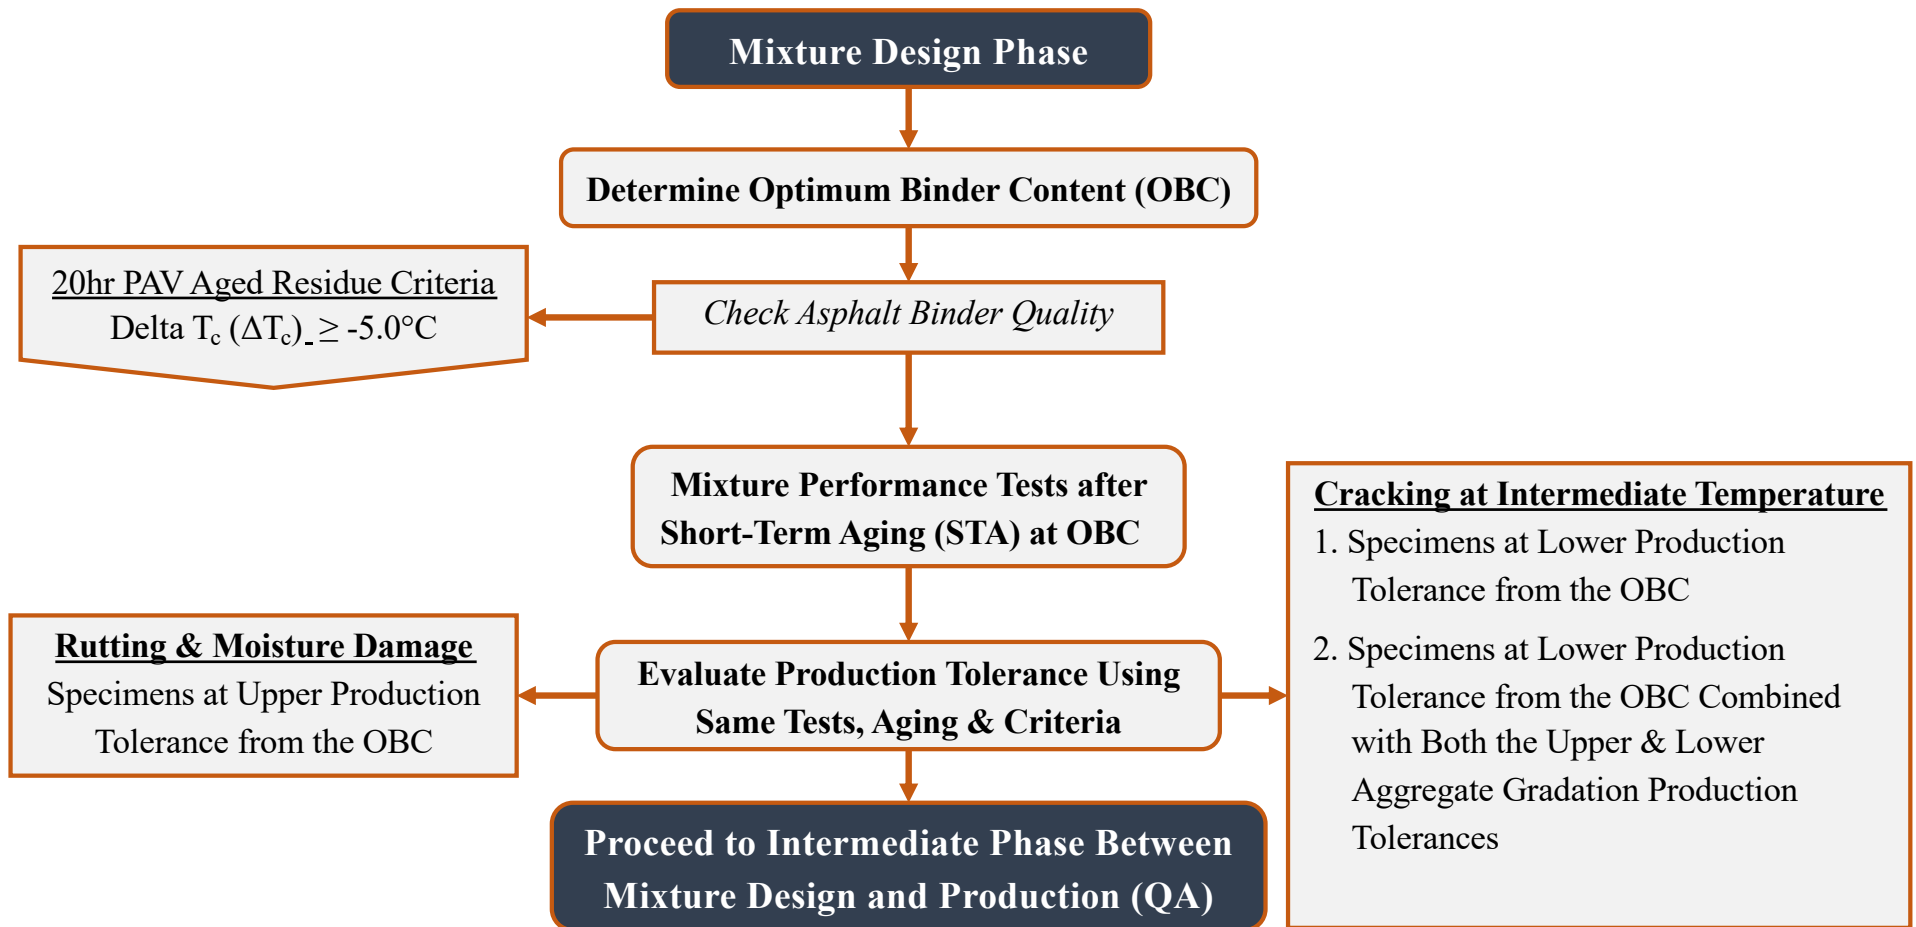 Mixture Design Phase
Determine Optimum Binder Content (OBC)
20hr PAV Aged Residue Criteria
Delta Tc (ΔTc) ≥ -5.0°C
Check Asphalt Binder Quality
Mixture Performance Tests after
Short-Term Aging (STA) at OBC
Rutting & Moisture Damage
Specimens at Upper Production
Tolerance from the OBC
Evaluate Production Tolerance Using
Same Tests, Aging & Criteria
Cracking at Intermediate Temperature
1. Specimens at Lower Production
Tolerance from the OBC
2. Specimens at Lower Production
Tolerance from the OBC Combined
with Both the Upper & Lower
Aggregate Gradation Production
Tolerances
Proceed to Intermediate Phase Between
Mixture Design and Production (QA)